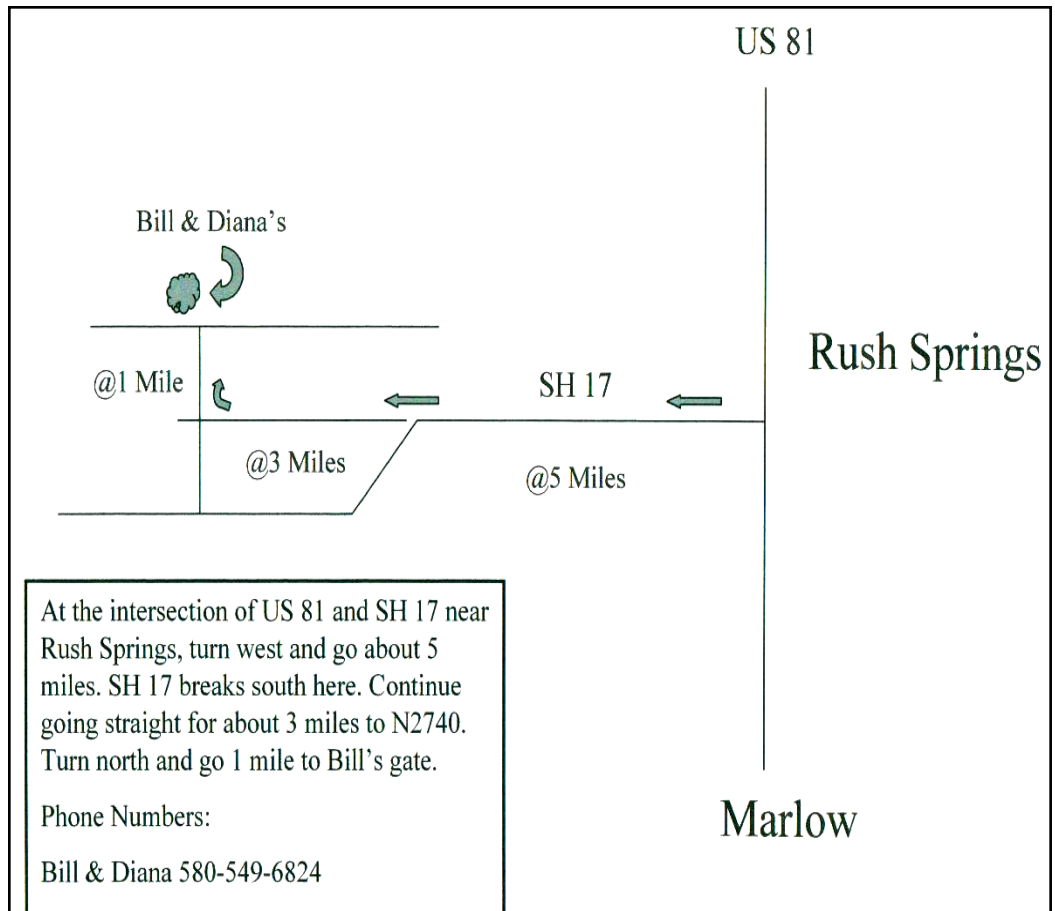 US 81
Bill & Diana's
Rush Springs
@1 Mile
SH 17
@3 Miles
@5 Miles
At the intersection of US 81 and SH 17 near
Rush Springs, turn west and go about 5
miles. SH 17 breaks south here. Continue
going straight for about 3 miles to N2740.
Turn north and go 1 mile to Bill's gate.
Phone Numbers:
Bill & Diana 580-549-6824
Marlow